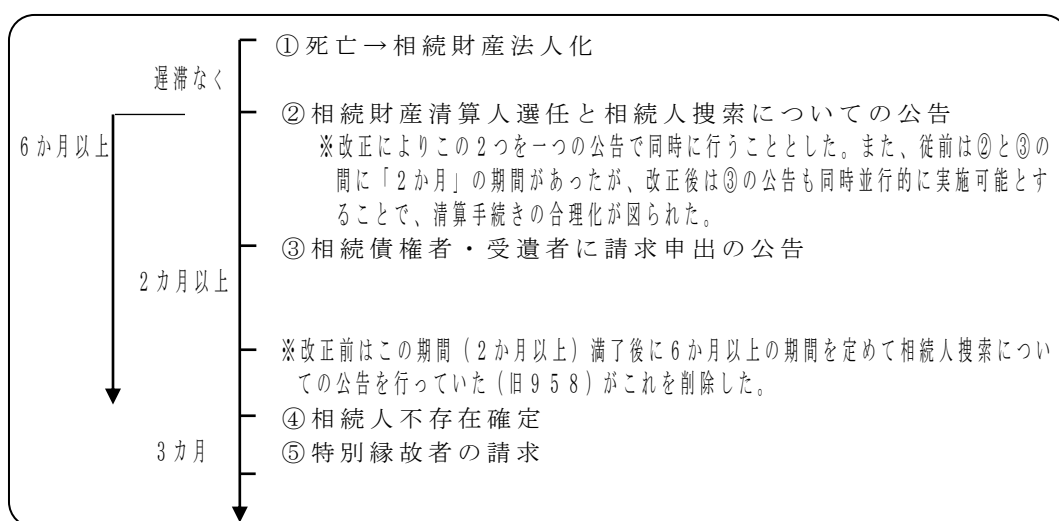 ①死亡→相続財産法人化
遅滞なく
②相続財産清算人選任と相続人捜索についての公告
6か月以上
※改正によりこの2つを一つの公告で同時に行うこととした。また、従前は②と③の
間に「2か月」の期間があったが、改正後は③の公告も同時並行的に実施可能とす
ることで、清算手続きの合理化が図られた。
③相続債権者・受遺者に請求申出の公告
2カ月以上
※改正前はこの期間(2か月以上)満了後に6か月以上の期間を定めて相続人捜索につい
ての公告を行っていた(旧958)がこれを削除した。
④相続人不存在確定
3カ月
⑤特別縁故者の請求